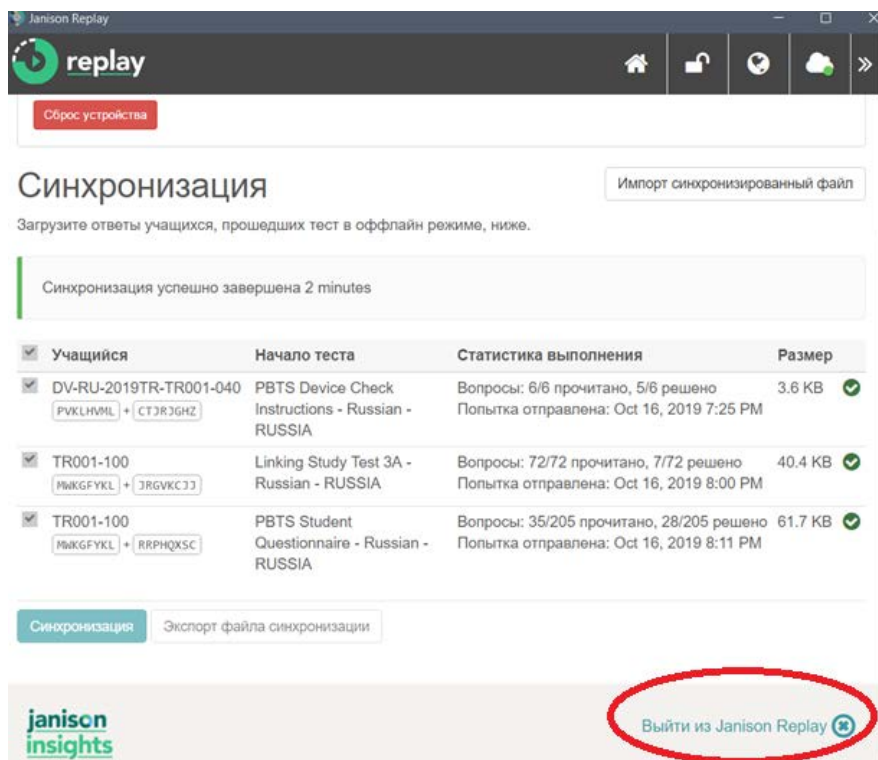 Janison Replay
replay
Сброс устройства
Синхронизация
Импорт синхронизированный файл
Загрузите ответы учащихся, прошедших тест в оффлайн режиме, ниже.
Синхронизация успешно завершена 2 minutes
Учащийся Начало теста Статистика выполнения Размер
DV-RU-2019TR-TR001-040 PBTS Device Check Вопросы: 6/6 прочитано, 5/6 решено 3.6 KB
PVKLHVML + CTJRJGHZ Instructions - Russian - Попытка отправлена: Oct 16, 2019 7:25 PM
RUSSIA
TR001-100 Linking Study Test 3A - Вопросы: 72/72 прочитано, 7/72 решено 40.4 KB
MWKGFYKL + JRGVKCJJ Russian - RUSSIA Попытка отправлена: Oct 16, 2019 8:00 PM
TR001-100 PBTS Student Вопросы: 35/205 прочитано, 28/205 решено 61.7 KB
MWKGFYKL + RRPHQXSC Questionnaire - Russian - Попытка отправлена: Oct 16, 2019 8:11 PM
RUSSIA
Синхронизация Экспорт файла синхронизации
janison
insights
Выйти из Janison Replay